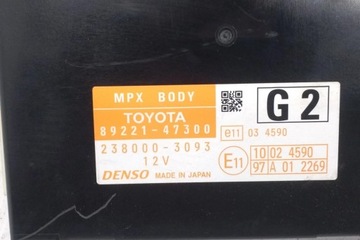 MPX BODY
TOYOTA
89221-47300
238000-3093
12V
DENSO MADE IN JAPAN
G2
e11 03 4590
E11
10 02 4590
97 A 01 2269